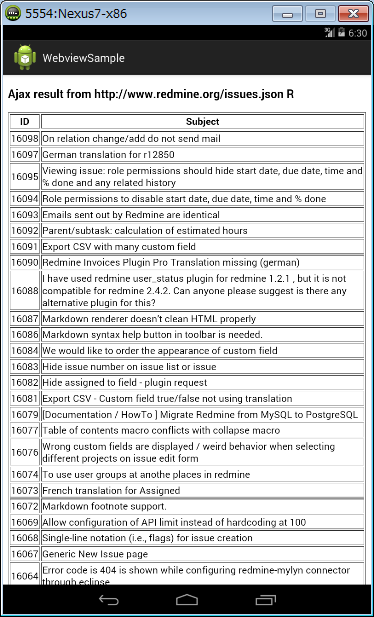 5554:Nexus7-x86
6:30
WebviewSample
Ajax result from http://www.redmine.org/issues.json R
ID Subject
16098 On relation change/add do not send mail
16097 German translation for r12850
16095 Viewing issue: role permissions should hide start date, due date, time and
% done and any related history
16094 Role permissions to disable start date, due date, time and % done
16093 Emails sent out by Redmine are identical
16092 Parent/subtask: calculation of estimated hours
16091 Export CSV with many custom field
16090 Redmine Invoices Plugin Pro Translation missing (german)
16088 I have used redmine user_status plugin for redmine 1.2.1 , but it is not
compatible for redmine 2.4.2. Can anyone please suggest is there any
alternative plugin for this?
16087 Markdown renderer doesn't clean HTML properly
16086 Markdown syntax help button in toolbar is needed.
16084 We would like to order the appearance of custom field
16083 Hide issue number on issue list or issue
16082 Hide assigned to field - plugin request
16081 Export CSV - Custom field true/false not using translation
16079 [Documentation / HowTo ] Migrate Redmine from MySQL to PostgreSQL
16077 Table of contents macro conflicts with collapse macro
16076 Wrong custom fields are displayed / weird behavior when selecting
different projects on issue edit form
16074 To use user groups at anothe places in redmine
16073 French translation for Assigned
16072 Markdown footnote support.
16069 Allow configuration of API limit instead of hardcoding at 100
16068 Single-line notation (i.e., flags) for issue creation
16067 Generic New Issue page
16064 Error code is 404 is shown while configuring redmine-mylyn connector
through eclipse